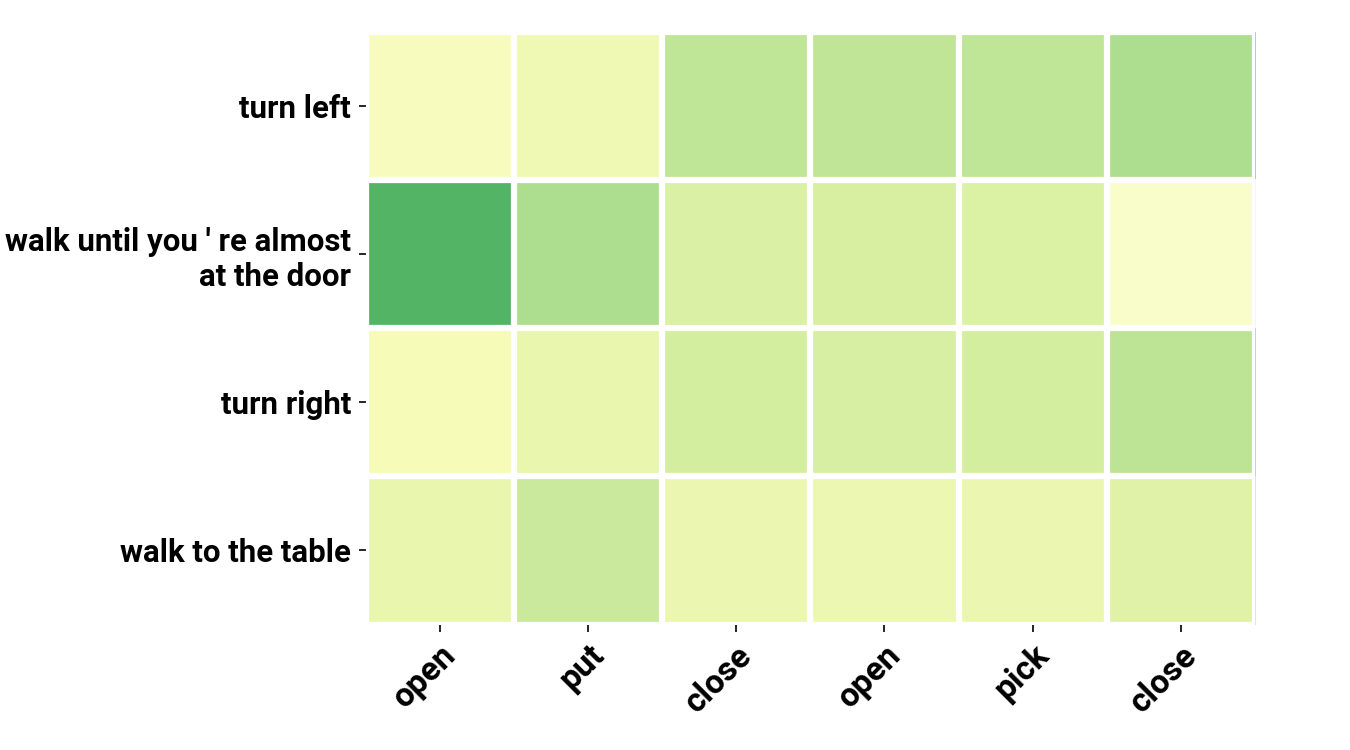 turn left
walk until you ' re almost
at the door
turn right
walk to the table
open
put
close
open
pick
close